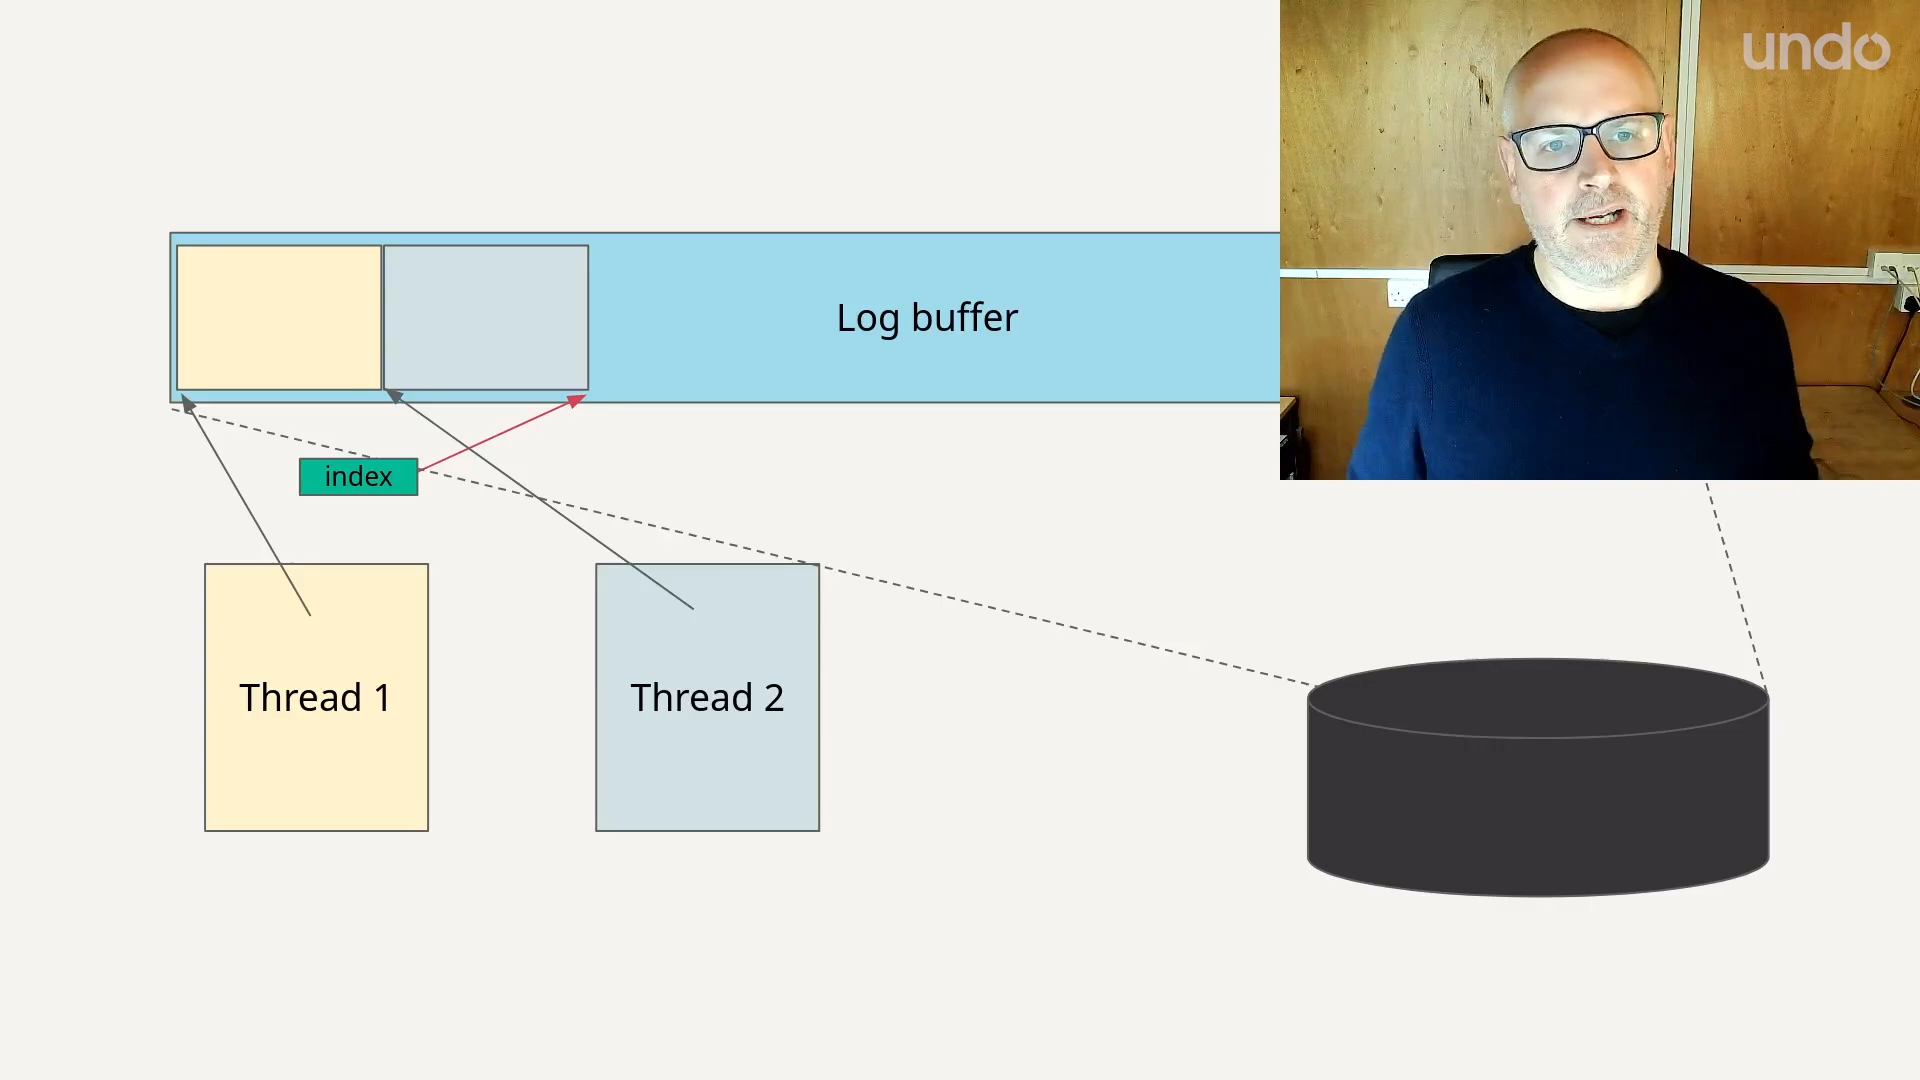 undo
Log buffer
index
Thread 1
Thread 2